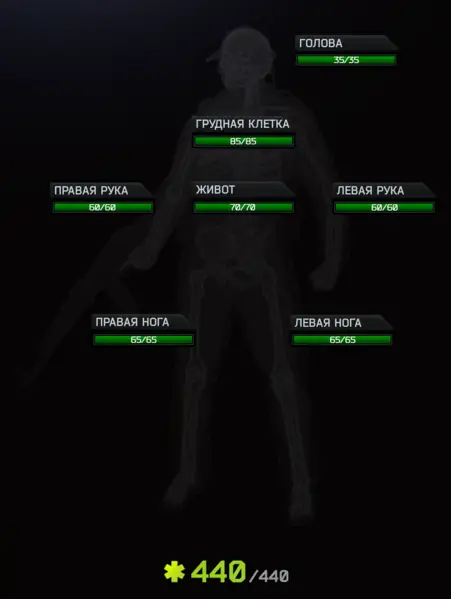 ГОЛОВА
35/35
ГРУДНАЯ КЛЕТКА
85/85
ПРАВАЯ РУКА
60/60
ЖИВОТ
70/70
ЛЕВАЯ РУКА
60/60
ПРАВАЯ НОГА
65/65
ЛЕВАЯ НОГА
65/65
440/440